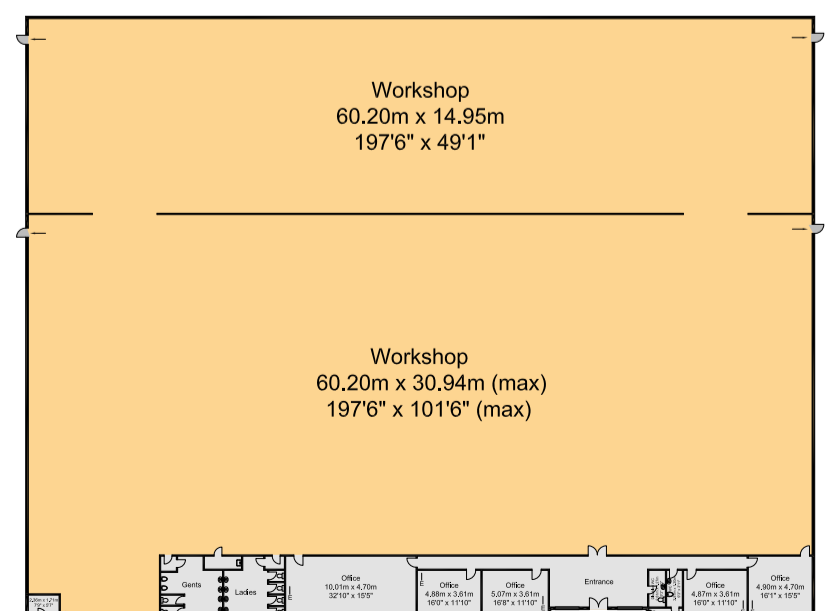 Workshop
60.20m x 14.95m
197'6" x 49'1"
Workshop
60.20m x 30.94m (max)
197'6" x 101'6" (max)
Gents
Ladies
Office
10,01m x 4,70m
32'10" x 15'5"
Office
4,88m x 3,61m
16'0" x 11'10"
Office
5,07m x 3,61m
16'8" x 11'10"
Entrance
Office
4,87m x 3,61m
16'0" x 11'10"
Office
4,90m x 4,70m
16'1" x 15'5"